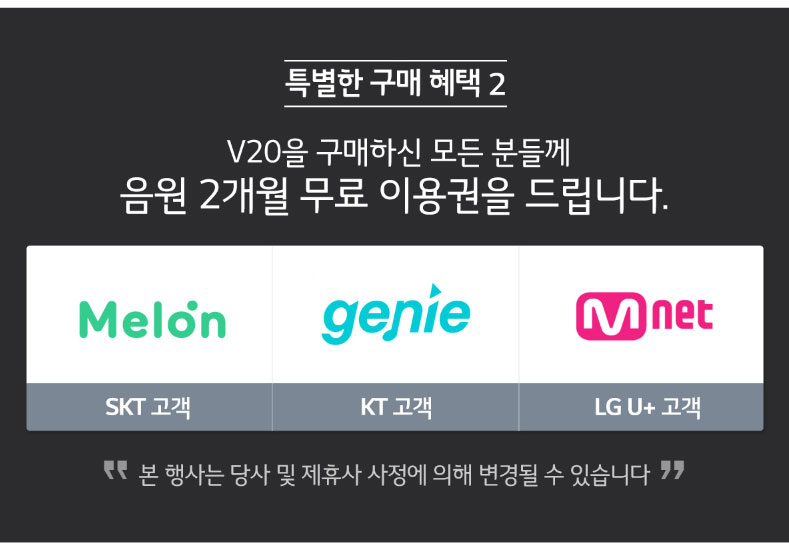 특별한 구매 혜택 2
V20을 구매하신 모든 분들께
음원 2개월 무료 이용권을 드립니다.
Melon
genie
Mnet
SKT 고객
KT 고객
LG U+ 고객
" 본 행사는 당사 및 제휴사 사정에 의해 변경될 수 있습니다 "